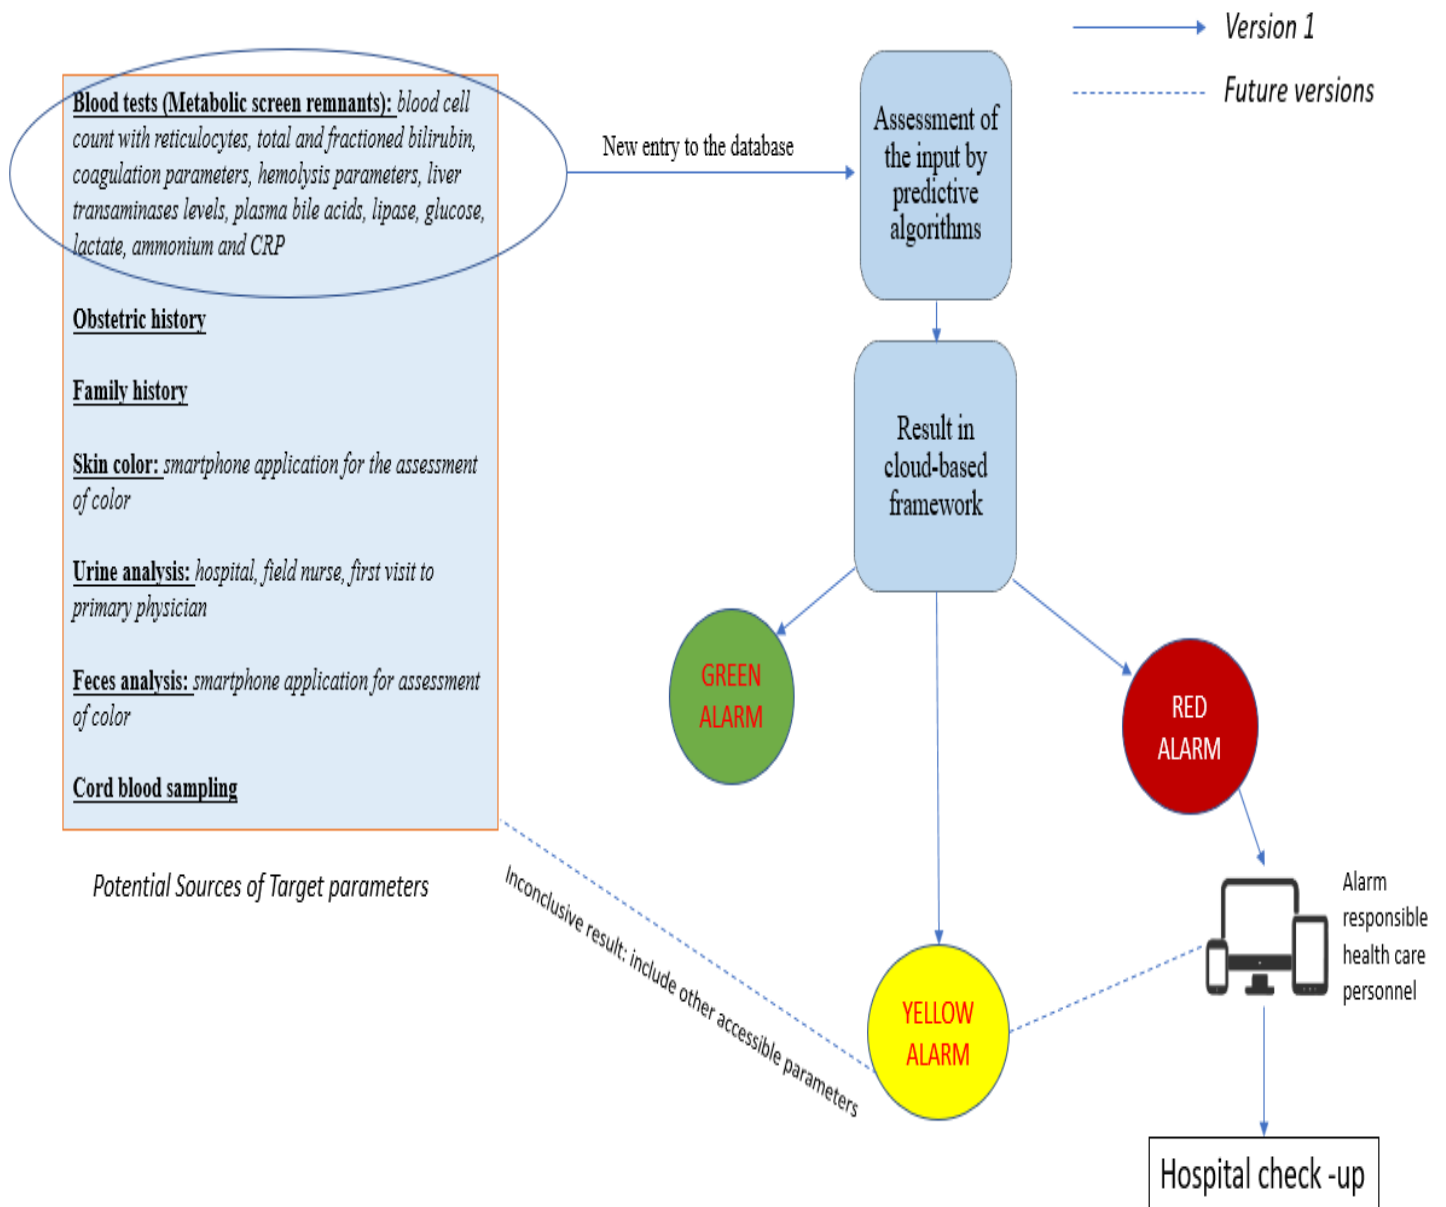 Version 1
Future versions
Blood tests (Metabolic screen remnants): blood cell
count with reticulocytes, total and fractioned bilirubin,
coagulation parameters, hemolysis parameters, liver
transaminases levels, plasma bile acids, lipase, glucose,
lactate, ammonium and CRP
Obstetric history
Family history
Skin color: smartphone application for the assessment
of color
Urine analysis: hospital, field nurse, first visit to
primary physician
Feces analysis: smartphone application for assessment
of color
Cord blood sampling
Potential Sources of Target parameters
New entry to the database
Assessment of
the input by
predictive
algorithms
Result in
cloud-based
framework
GREEN
ALARM
RED
ALARM
YELLOW
ALARM
Inconclusive result: include other accessible parameters
Alarm
responsible
health care
personnel
Hospital check -up